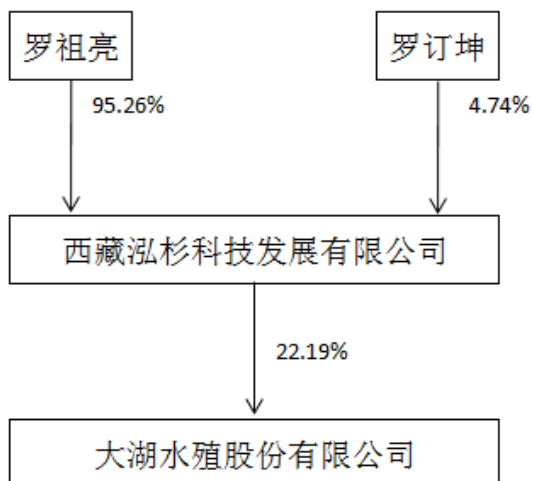 罗祖亮
罗订坤
95.26%
4.74%
西藏泓杉科技发展有限公司
22.19%
大湖水殖股份有限公司